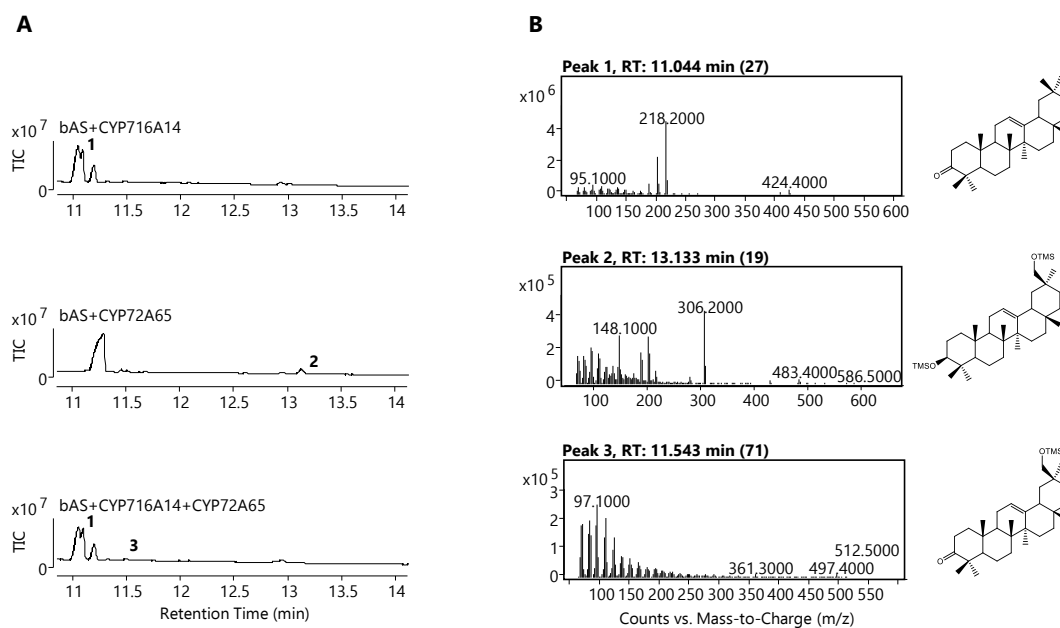 A
x10 7
bAS+CYP716A14
1
TIC
0
11 11.5 12 12.5 13 13.5 14
x10 7
bAS+CYP72A65
2
TIC
0
11 11.5 12 12.5 13 13.5 14
x10 7
bAS+CYP716A14+CYP72A65
1
3
TIC
0
11 11.5 12 12.5 13 13.5 14
Retention Time (min)
B
Peak 1, RT: 11.044 min (27)
x10 6
4
2
0
218.2000
95.1000
424.4000
100 150 200 250 300 350 400 450 500 550 600
O
Peak 2, RT: 13.133 min (19)
x10 5
4
2
0
306.2000
148.1000
483.4000
586.5000
100 200 300 400 500 600
OTMS
TMSO
Peak 3, RT: 11.543 min (71)
x10 5
3
2
1
0
97.1000
512.5000
361.3000
497.4000
100 150 200 250 300 350 400 450 500 550
Counts vs. Mass-to-Charge (m/z)
OTMS
O